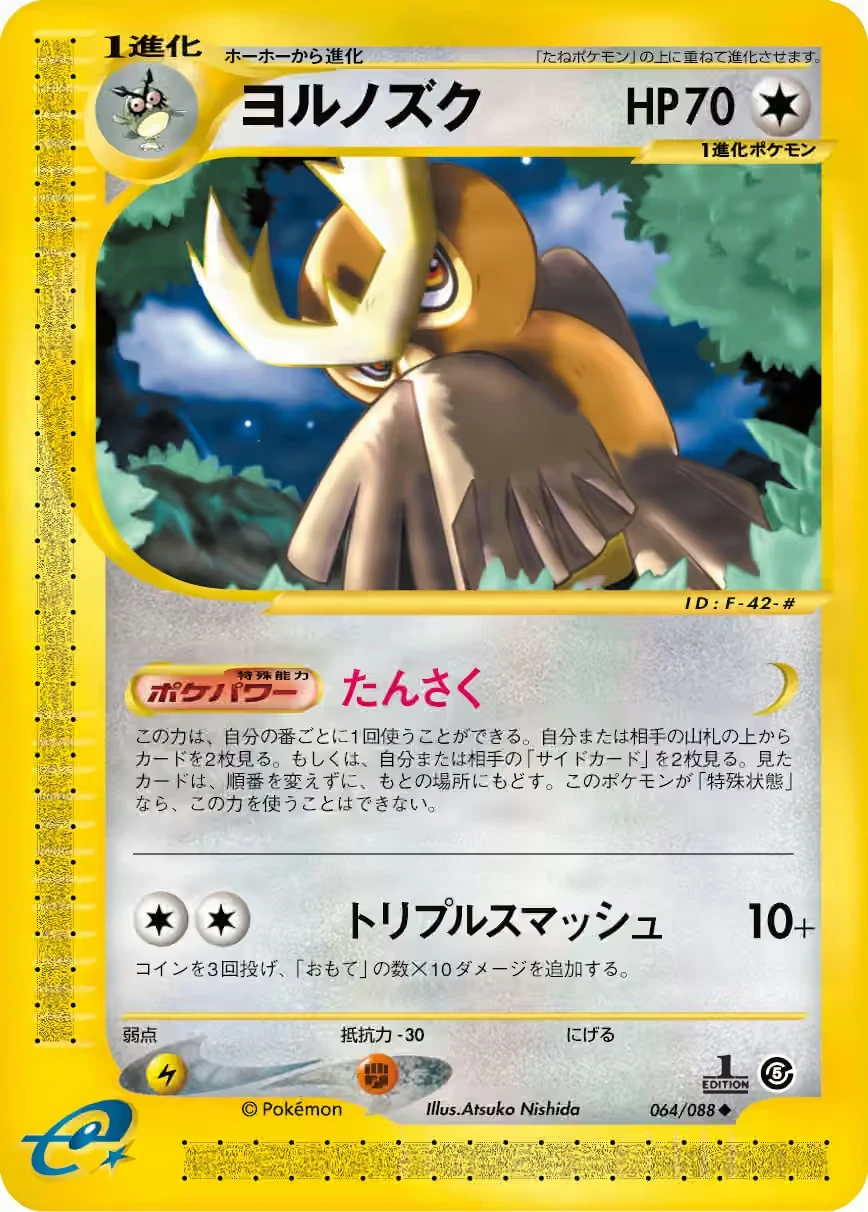 1進化
ホーホーから進化
「たねポケモン」の上に重ねて進化させます。
ヨルノズク
HP70
1進化ポケモン
ID : F-42-#
特殊能力
ポケパワー
たんさく
この力は、自分の番ごとに1回使うことができる。自分または相手の山札の上から
カードを2枚見る。もしくは、自分または相手の「サイドカード」を2枚見る。見た
カードは、順番を変えずに、もとの場所にもどす。このポケモンが「特殊状態」
なら、この力を使うことはできない。
トリプルスマッシュ
10+
コインを3回投げ、「おもて」の数×10ダメージを追加する。
弱点
抵抗力 -30
にげる
1
EDITION
5
© Pokémon
Illus.Atsuko Nishida
064/088◆
e